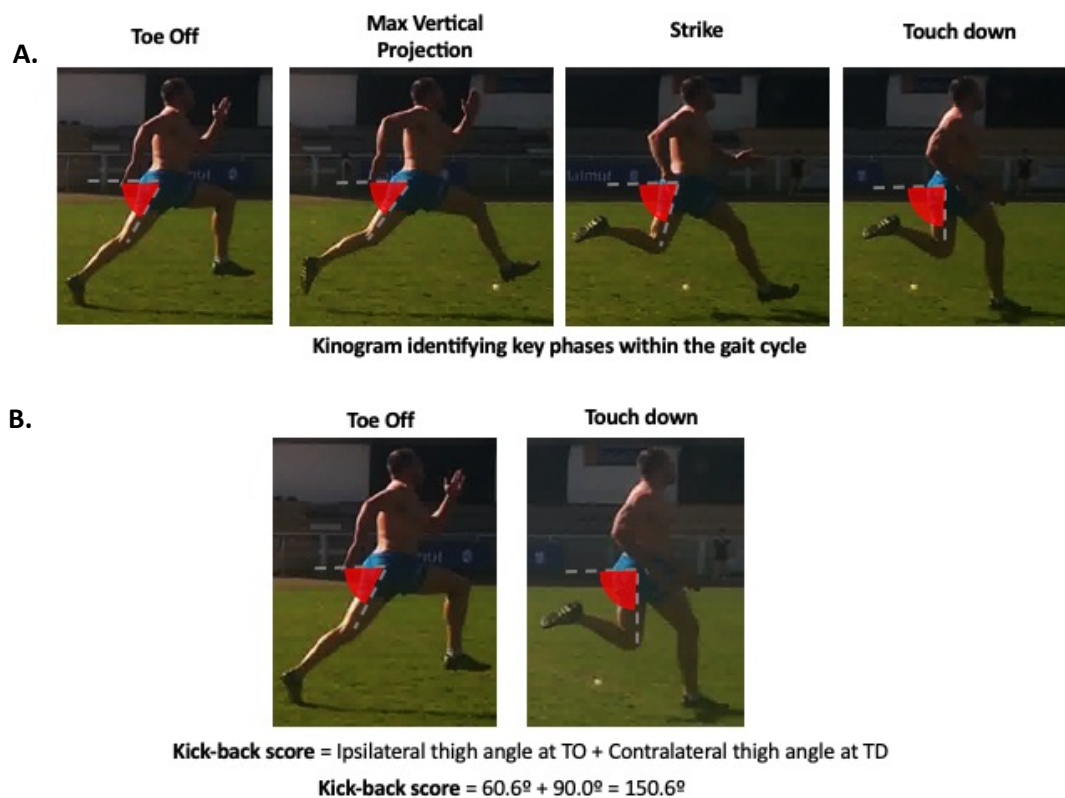 A.
Toe Off
Max Vertical
Projection
Strike
Touch down
Kinogram identifying key phases within the gait cycle
B.
Toe Off
Touch down
Kick-back score = Ipsilateral thigh angle at TO + Contralateral thigh angle at TD
Kick-back score = 60.6º + 90.0º = 150.6º